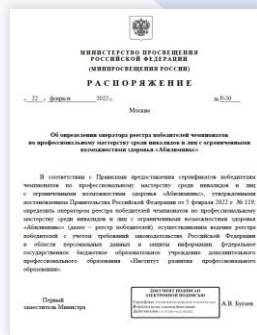 МИНИСТЕРСТВО ПРОСВЕЩЕНИЯ
РОССИЙСКОЙ ФЕДЕРАЦИИ
(МИНПРОСВЕЩЕНИЯ РОССИИ)
РАСПОРЯЖЕНИЕ
« 22 » февраля 2022 г. № Р-20
Москва
Об определении оператора реестра победителей чемпионатов
по профессиональному мастерству среди инвалидов и лиц с ограниченными
возможностями здоровья «Абилимпикс»
В соответствии с Правилами предоставления сертификатов победителям
чемпионатов по профессиональному мастерству среди инвалидов и лиц
с ограниченными возможностями здоровья «Абилимпикс», утвержденными
постановлением Правительства Российской Федерации от 5 февраля 2022 г. № 119,
определить оператором реестра победителей чемпионатов по профессиональному
мастерству среди инвалидов и лиц с ограниченными возможностями здоровья
«Абилимпикс» (далее – реестр победителей), осуществляющим ведение реестра
победителей с учетом требований законодательства Российской Федерации
в области персональных данных и защиты информации, федеральное
государственное бюджетное образовательное учреждение дополнительного
профессионального образования «Институт развития профессионального
образования».
Первый
заместитель Министра
ДОКУМЕНТ ПОДПИСАН
ЭЛЕКТРОННОЙ ПОДПИСЬЮ
А.В. Бугаев